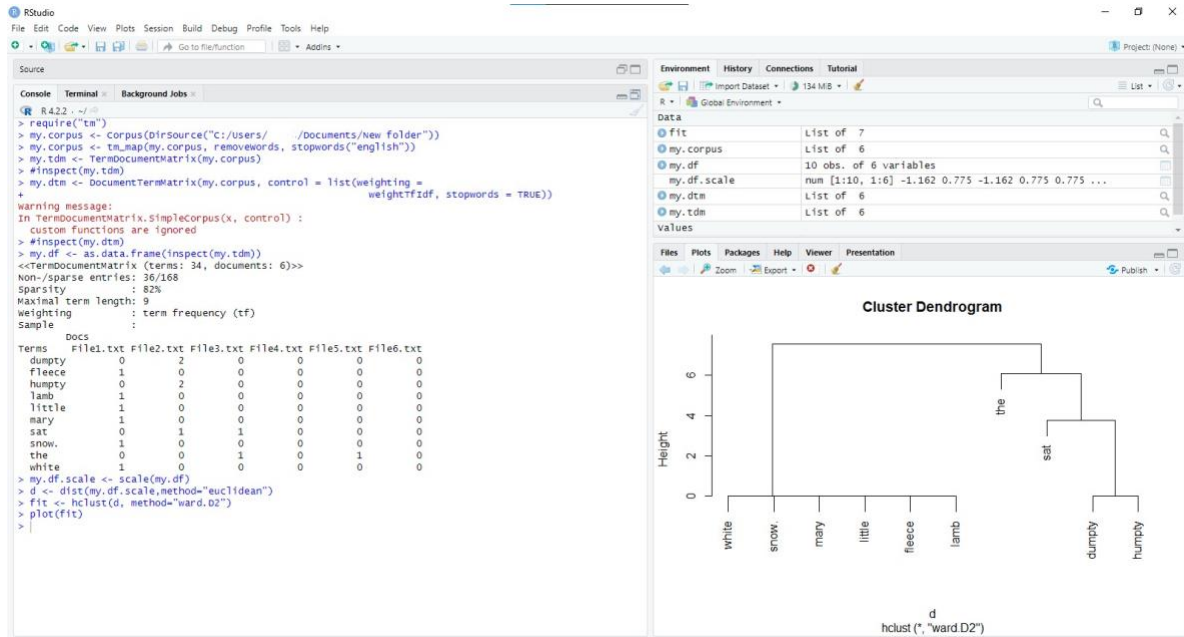 RStudio
File Edit Code View Plots Session Build Debug Profile Tools Help
Go to file/function Addins Project: (None)
Source
Console Terminal Background Jobs
R 4.2.2 . ~/
> require("tm")
> my.corpus <- Corpus(DirSource("C:/Users/ /Documents/New folder"))
> my.corpus <- tm_map(my.corpus, removeWords, stopwords("english"))
> my.tdm <- TermDocumentMatrix(my.corpus)
> #inspect(my.tdm)
> my.dtm <- DocumentTermMatrix(my.corpus, control = list(weighting =
+ weightTfIdf, stopwords = TRUE))
Warning message:
In TermDocumentMatrix.SimpleCorpus(x, control) :
custom functions are ignored
> #inspect(my.dtm)
> my.df <- as.data.frame(inspect(my.tdm))
<<TermDocumentMatrix (terms: 34, documents: 6)>>
Non-/sparse entries: 36/168
Sparsity : 82%
Maximal term length: 9
Weighting : term frequency (tf)
Sample :
Docs
Terms File1.txt File2.txt File3.txt File4.txt File5.txt File6.txt
dumpty 0 2 0 0 0 0
fleece 1 0 0 0 0 0
humpty 0 2 0 0 0 0
lamb 1 0 0 0 0 0
little 1 0 0 0 0 0
mary 1 0 0 0 0 0
sat 0 1 1 0 0 0
snow. 1 0 0 0 0 0
the 0 0 1 0 1 0
white 1 0 0 0 0 0
> my.df.scale <- scale(my.df)
> d <- dist(my.df.scale,method="euclidean")
> fit <- hclust(d, method="ward.D2")
> plot(fit)
>
Environment History Connections Tutorial
Import Dataset 134 MiB List
R Global Environment
Data
fit List of 7
my.corpus List of 6
my.df 10 obs. of 6 variables
my.df.scale num [1:10, 1:6] -1.162 0.775 -1.162 0.775 0.775 ...
my.dtm List of 6
my.tdm List of 6
Values
Files Plots Packages Help Viewer Presentation
Zoom Export Publish
Cluster Dendrogram
Height
6
4
2
0
the
sat
white
snow.
mary
little
fleece
lamb
dumpty
humpty
d
hclust (*, "ward.D2")